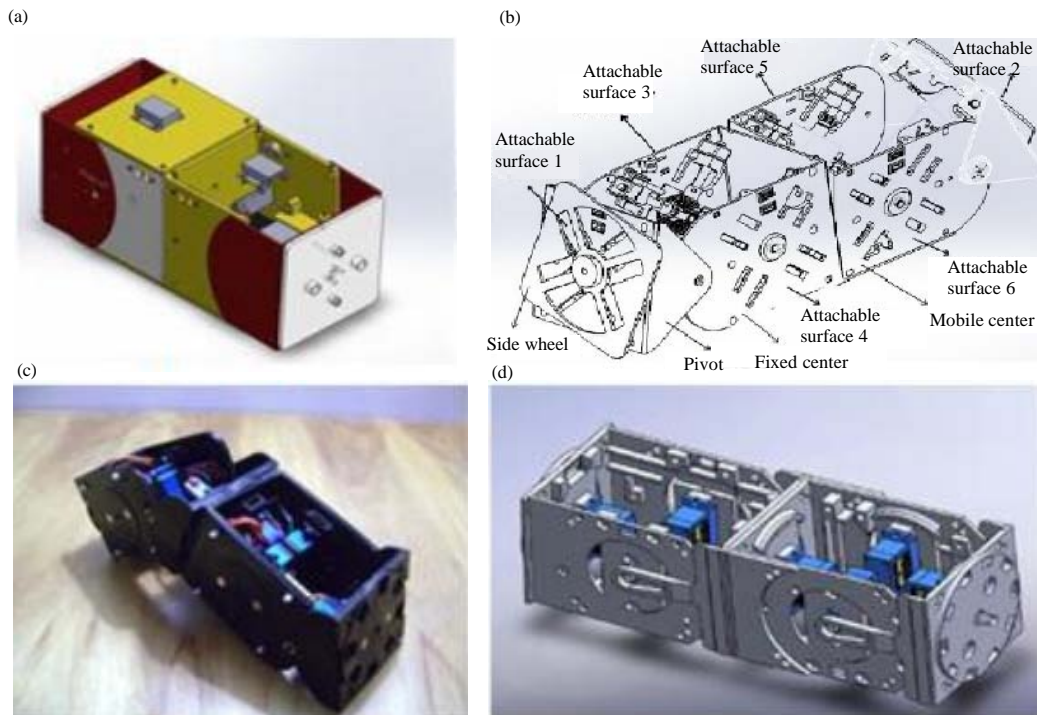 (a)
(b)
Attachable
surface 5
Attachable
surface 2
Attachable
surface 3
Attachable
surface 1
Attachable
surface 6
Attachable
surface 4
Mobile center
Side wheel
Pivot
Fixed center
(c)
(d)